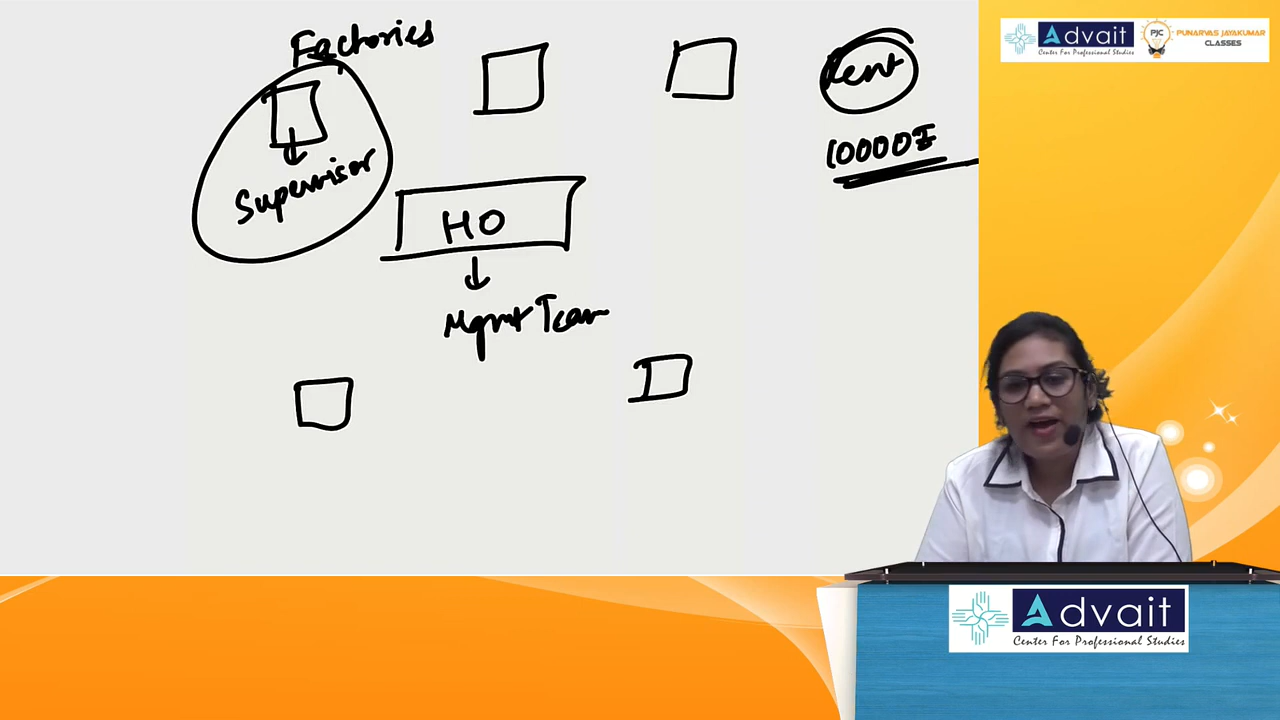 Factories
Rent
10000₹
Supervisor
HO
Mgmt Team
Advait
Center For Professional Studies
PJC
PUNARVAS JAYAKUMAR
CLASSES
Advait
Center For Professional Studies